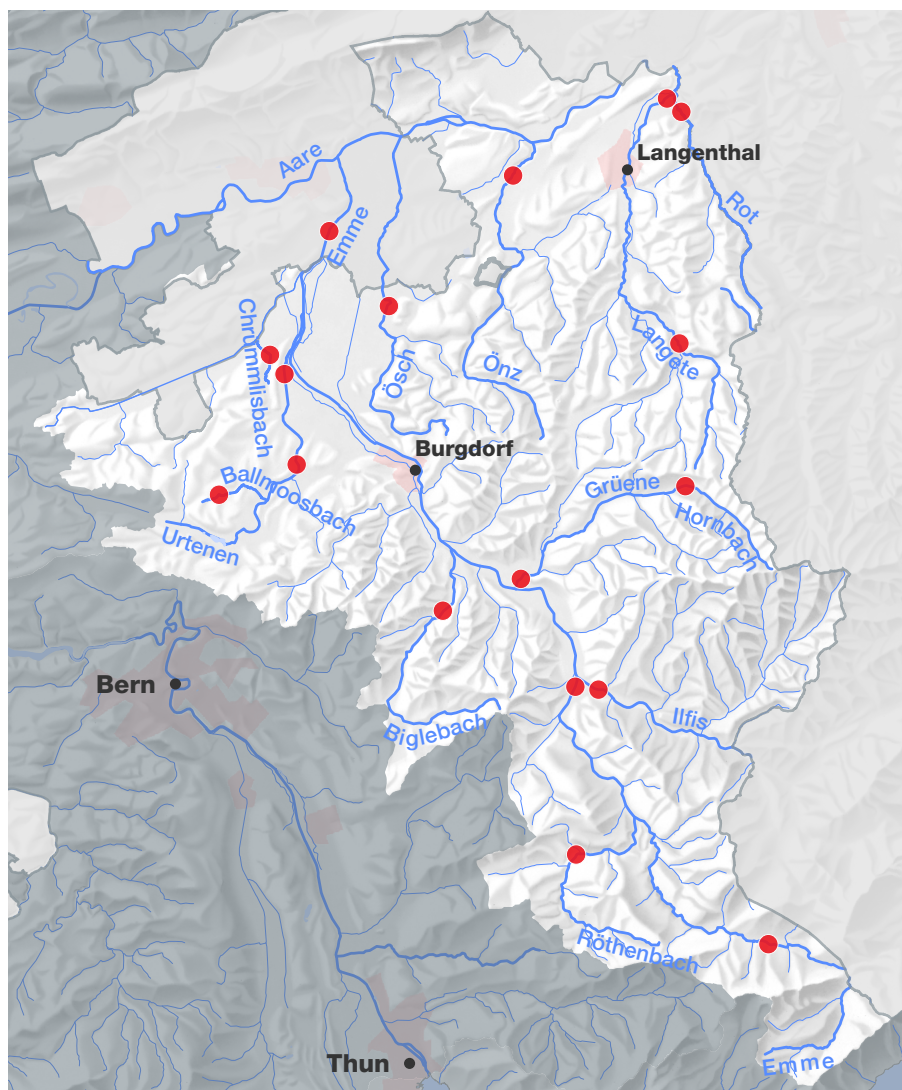 Langenthal
Aare
Rot
Emme
Chrümmlisbach
Langete
Ösch
Önz
Burgdorf
Ballmoosbach
Grüene
Hornbach
Urtenen
Bern
Ilfis
Biglebach
Röthenbach
Thun
Emme